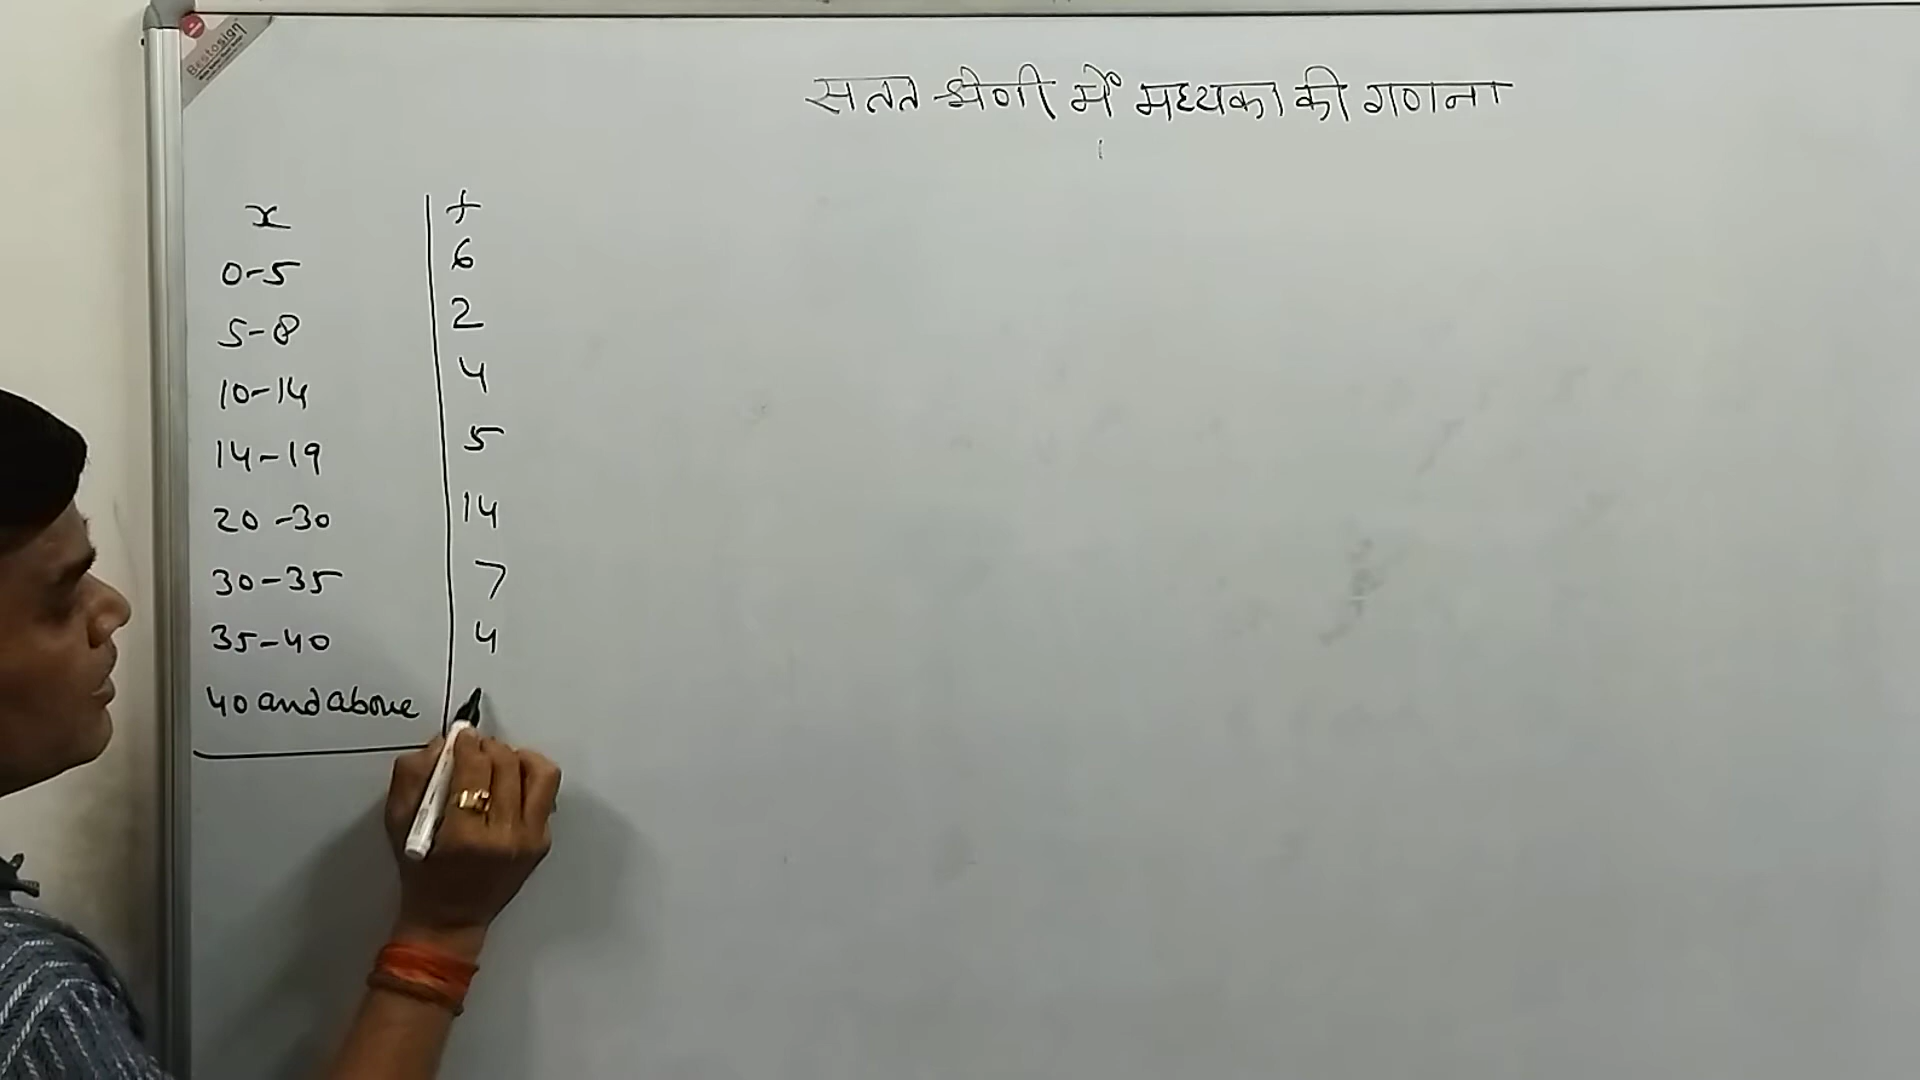 Bestosign
सतत श्रेणी में मध्यका की गणना
x f
0-5 6
5-8 2
10-14 4
14-19 5
20-30 14
30-35 7
35-40 4
40 and above